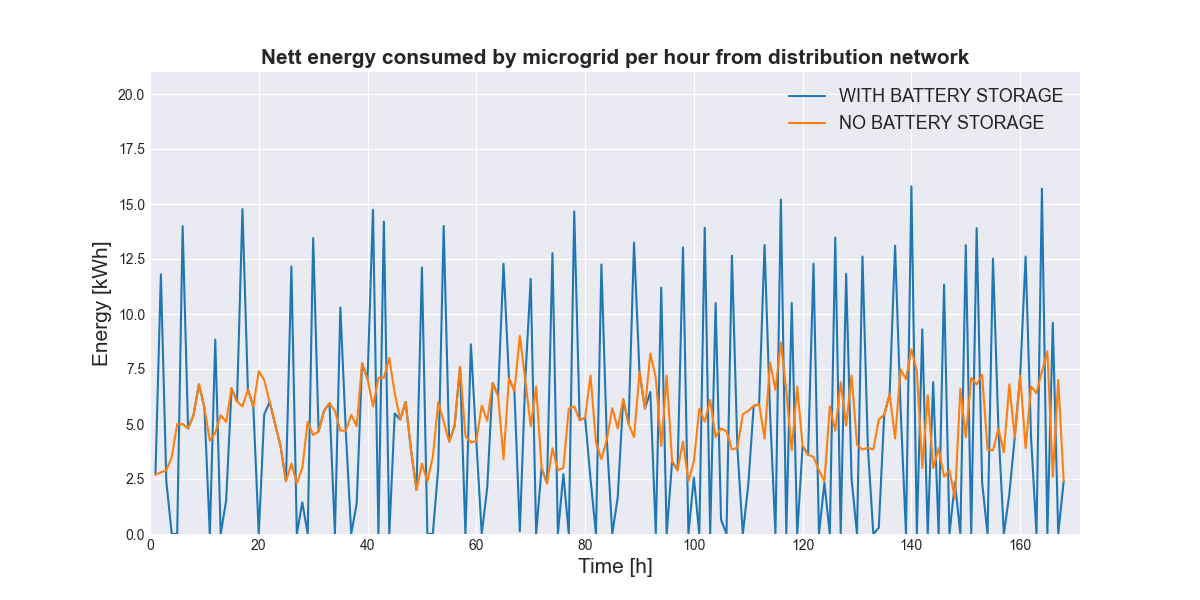 Nett energy consumed by microgrid per hour from distribution network
WITH BATTERY STORAGE
NO BATTERY STORAGE
Energy [kWh]
20.0
17.5
15.0
12.5
10.0
7.5
5.0
2.5
0.0
0 20 40 60 80 100 120 140 160
Time [h]